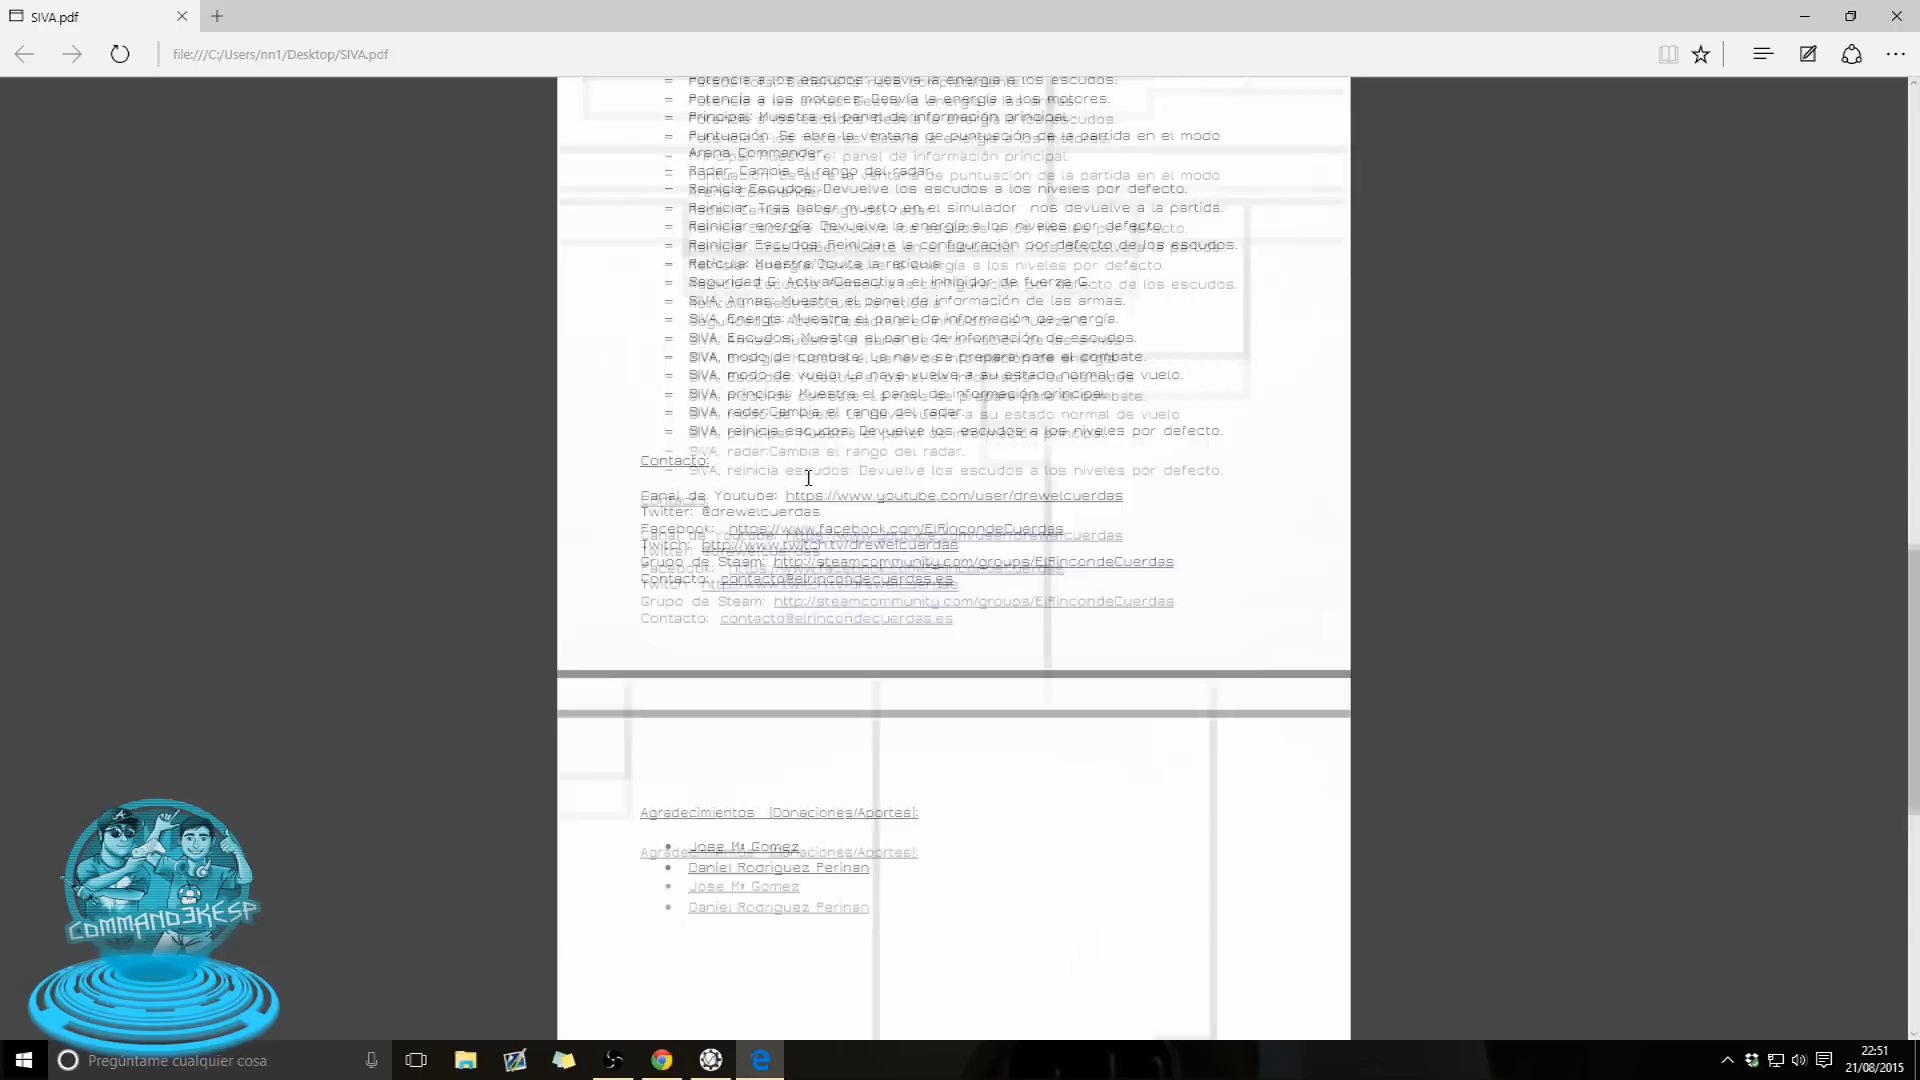 SIVA.pdf
file:///C:/Users/nn1/Desktop/SIVA.pdf
- Potencia a los escudos: Desvía la energía a los escudos.
- Potencia a los motores: Desvía la energía a los motores.
- Principal: Muestra el panel de información principal.
- Puntuación: Se abre la ventana de puntuación de la partida en el modo
Arena Commander.
- Radar: Cambia el rango del radar.
- Reinicia Escudos: Devuelve los escudos a los niveles por defecto.
- Reiniciar: Tras haber muerto en el simulador nos devuelve a la partida.
- Reiniciar energía: Devuelve la energía a los niveles por defecto.
- Reiniciar Escudos: Reinicia a la configuración por defecto de los esqudos.
- Retícula: Muestra/Oculta la retícula.
- Seguridad G: Activa/Desactiva el inhibidor de fuerza G.
- SIVA, Armas: Muestra el panel de información de las armas.
- SIVA, Energía: Muestra el panel de información de energía.
- SIVA, Escudos: Muestra el panel de información de escudos.
- SIVA, modo de combate: La nave se prepara para el combate.
- SIVA, modo de vuelo: La nave vuelve a su estado normal de vuelo.
- SIVA, principal: Muestra el panel de información principal.
- SIVA, radar:Cambia el rango del radar.
- SIVA, reinicia escudos: Devuelve los escudos a los niveles por defecto.
Contacto:
Canal de Youtube: https://www.youtube.com/user/drewelcuerdas
Twitter: @drewelcuerdas
Facebook: https://www.facebook.com/ElRincondeCuerdas
Twitch: http://www.twitch.tv/drewelcuerdas
Grupo de Steam: http://steamcommunity.com/groups/ElRincondeCuerdas
Contacto: contacto@elrincondecuerdas.es
Agradecimientos (Donaciones/Aportes):
• Jose Mª Gomez
• Daniel Rodriguez Ferinan
COMMANDEKESP
Pregúntame cualquier cosa
22:51
21/08/2015